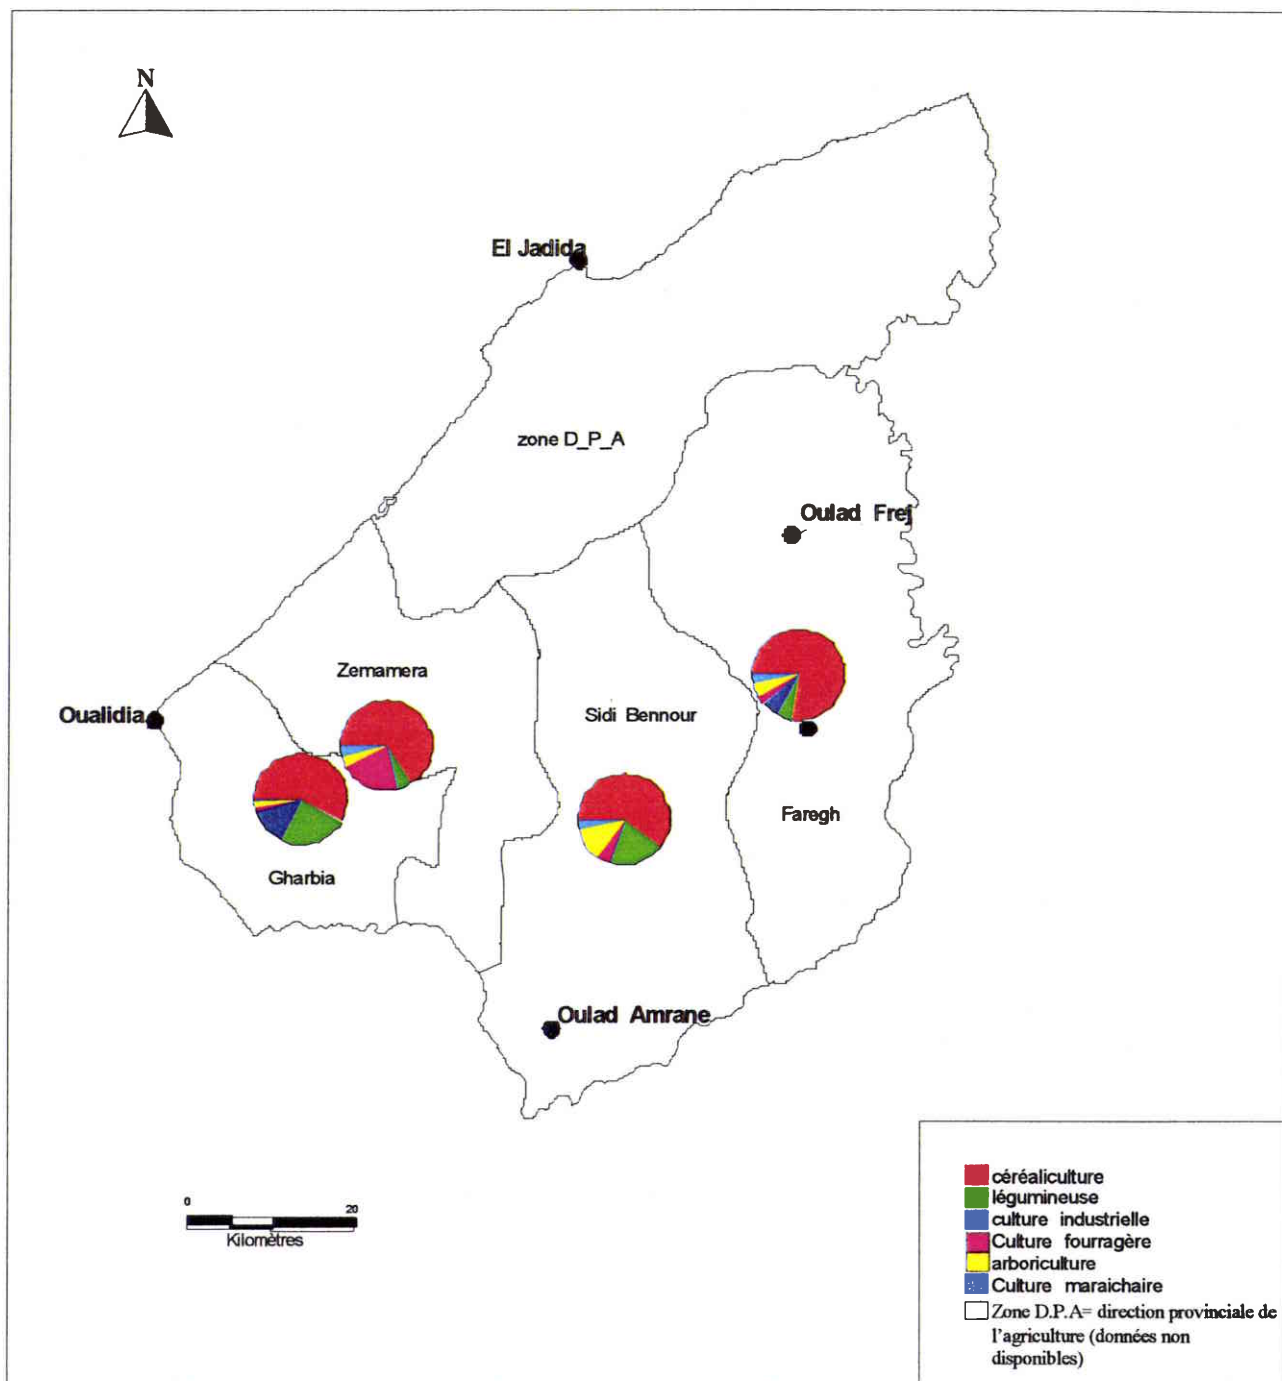 N
El Jadida
zone D_P_A
Oulad Frej
Zemamera
Oualidia
Sidi Bennour
Faregh
Gharbia
Oulad Amrane
0 20
Kilomètres
céréaliculture
légumineuse
culture industrielle
Culture fourragère
arboriculture
Culture maraichaire
Zone D.P.A= direction provinciale de
l'agriculture (données non
disponibles)